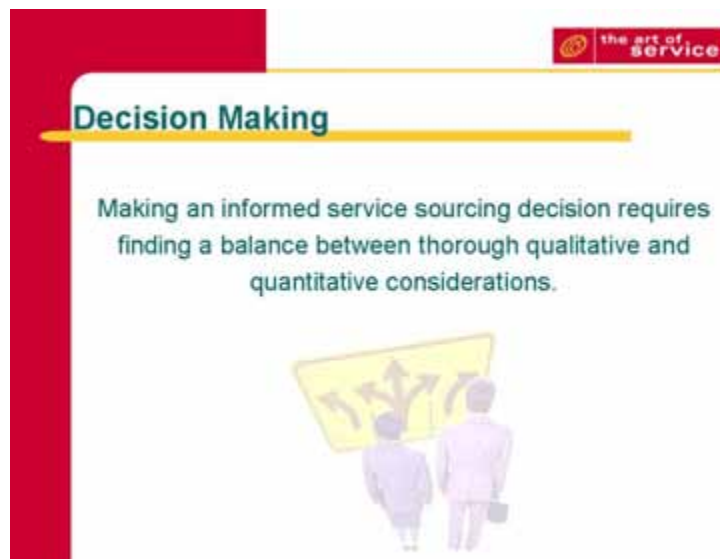 the art of
service
Decision Making
Making an informed service sourcing decision requires
finding a balance between thorough qualitative and
quantitative considerations.